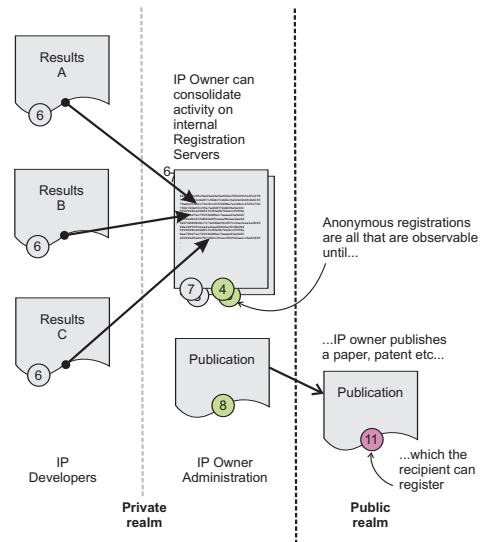 Results
A
6
IP Owner can
consolidate
activity on
internal
Registration
Servers
6
Results
B
6
7
4
Anonymous registrations
are all that are observable
until...
Results
C
6
Publication
8
...IP owner publishes
a paper, patent etc...
Publication
11
...which the
recipient can
register
IP
Developers
IP Owner
Administration
Private
realm
Public
realm